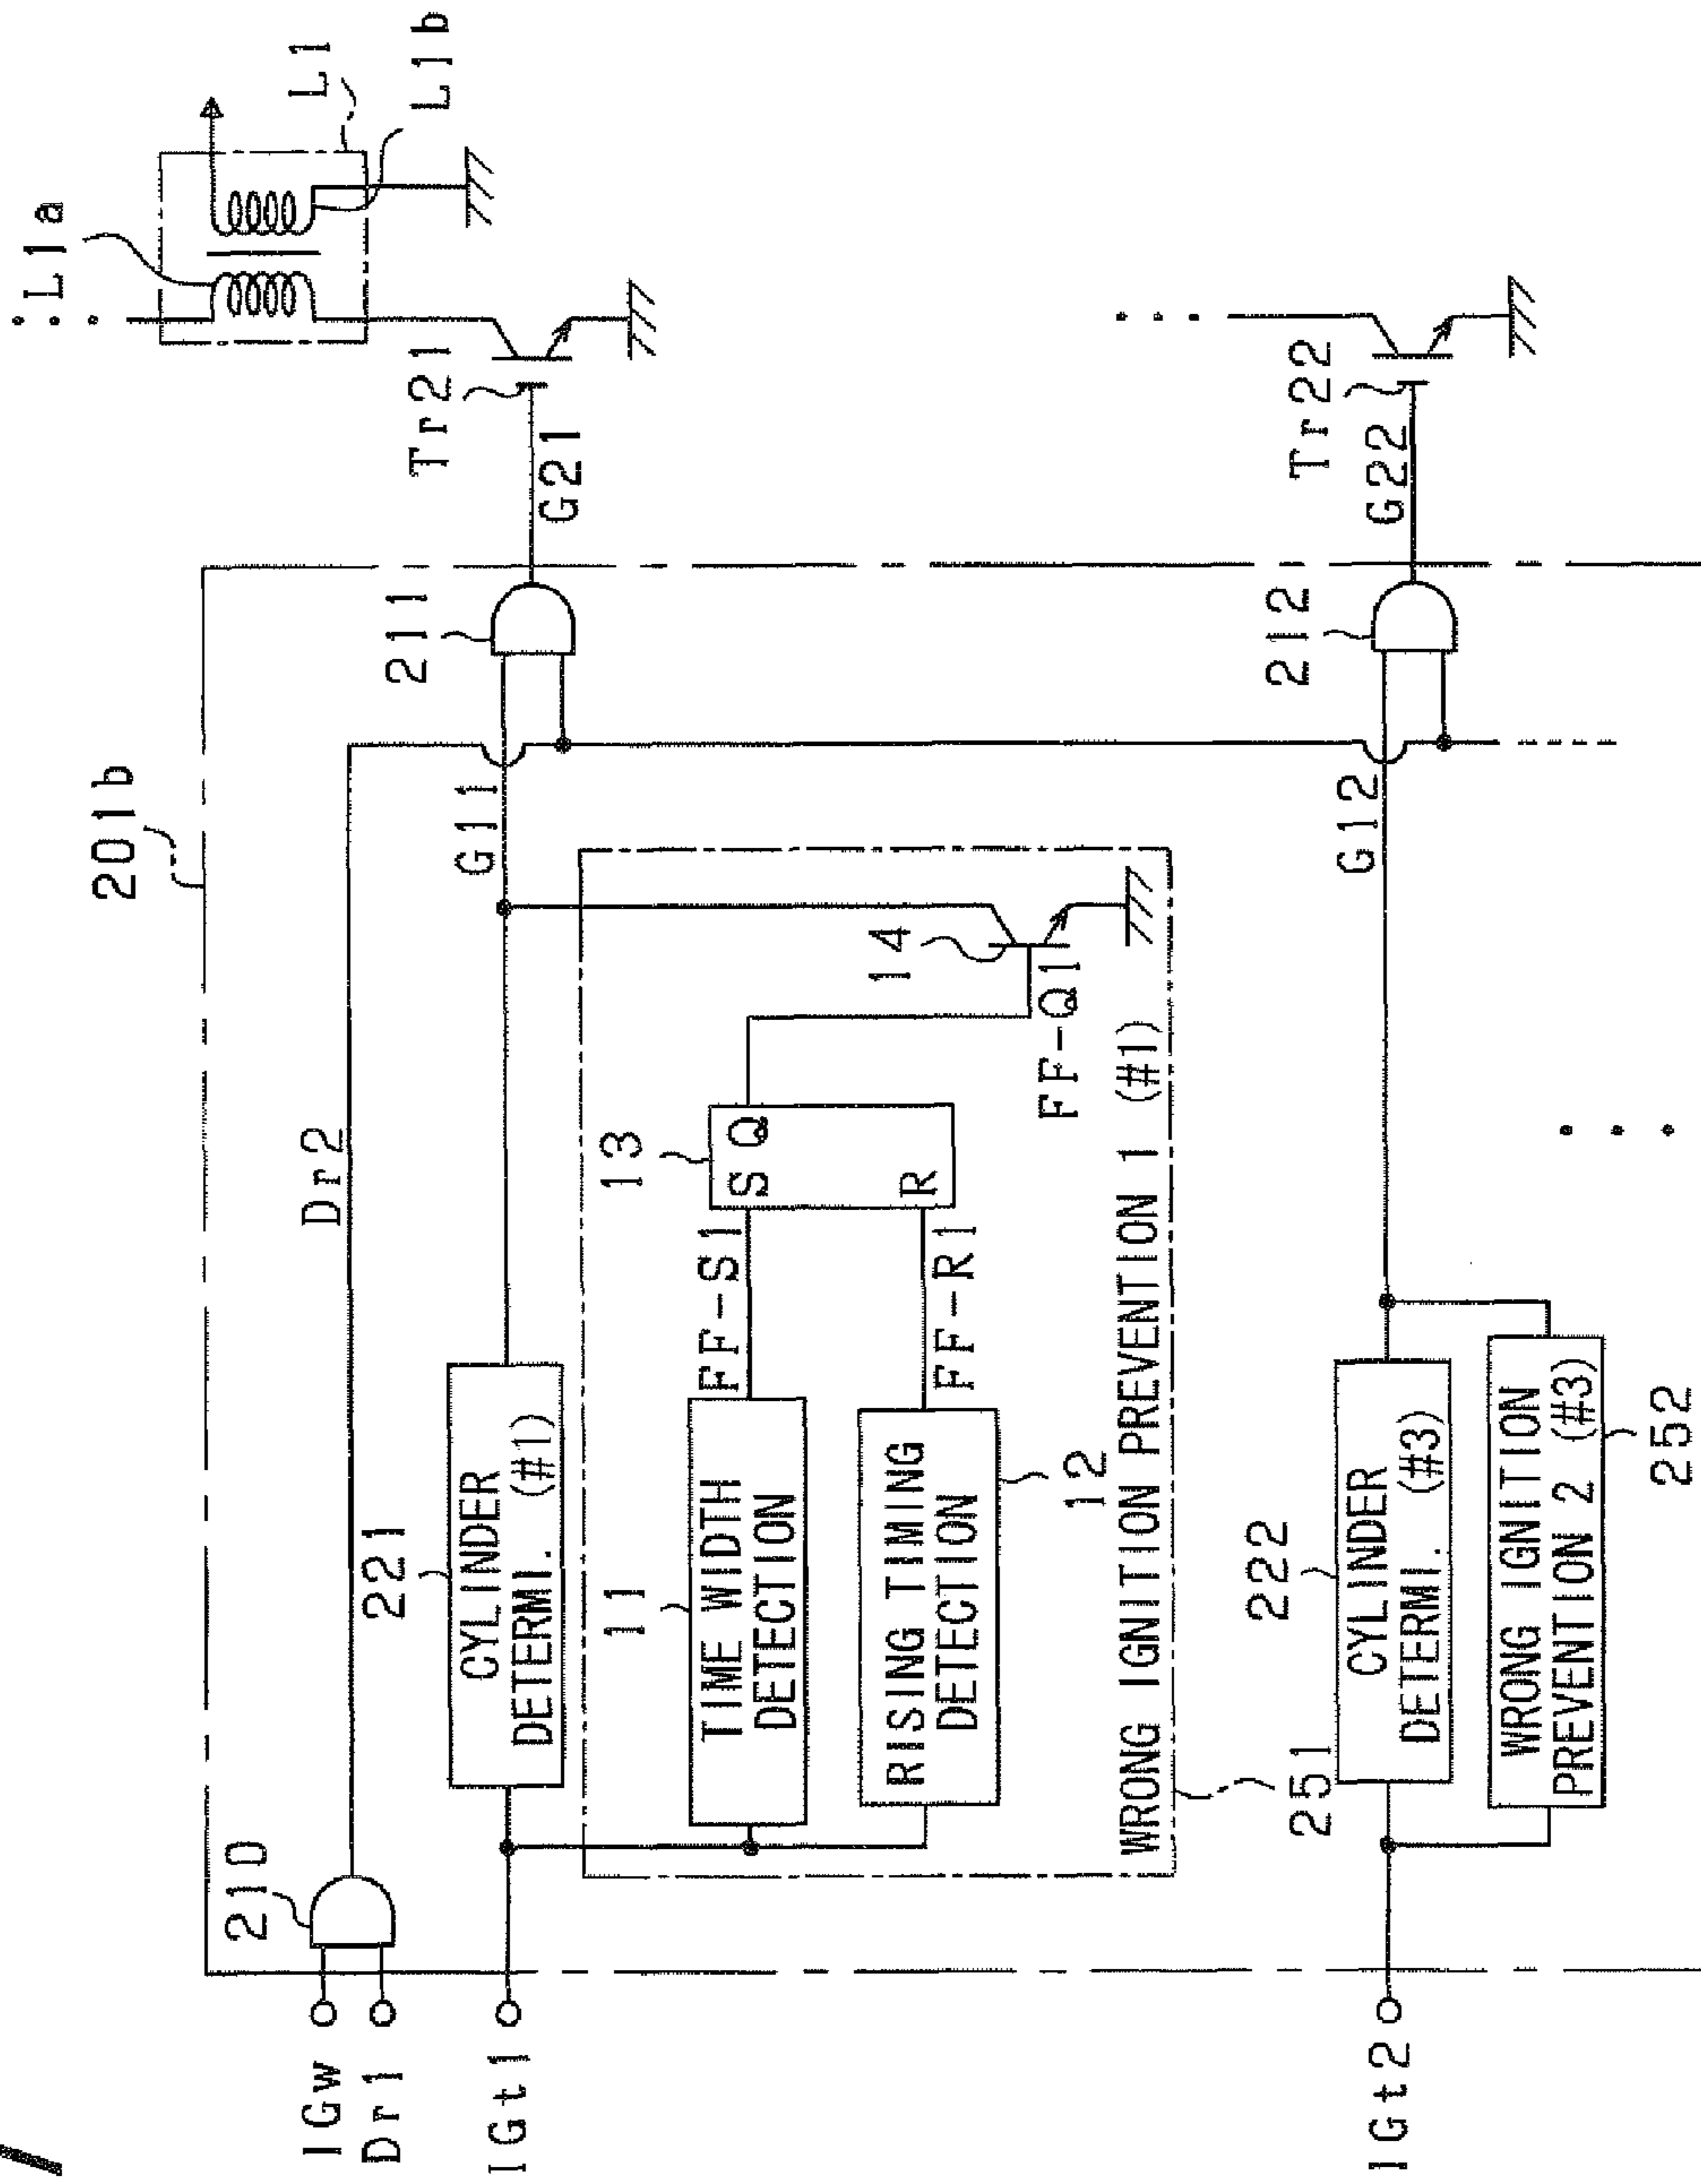 201b
IGw
Dr1
210
Dr2
IGt1
221
CYLINDER
DETERMI. (#1)
G11
211
G21
Tr21
L1a
L1
L1b
11
TIME WIDTH
DETECTION
FF-S1
13
S Q
R
RISING TIMING
DETECTION
12
FF-R1
14
FF-Q1
WRONG IGNITION PREVENTION 1 (#1)
251
IGt2
222
CYLINDER
DETERMI. (#3)
G12
212
G22
Tr22
WRONG IGNITION
PREVENTION 2 (#3)
252